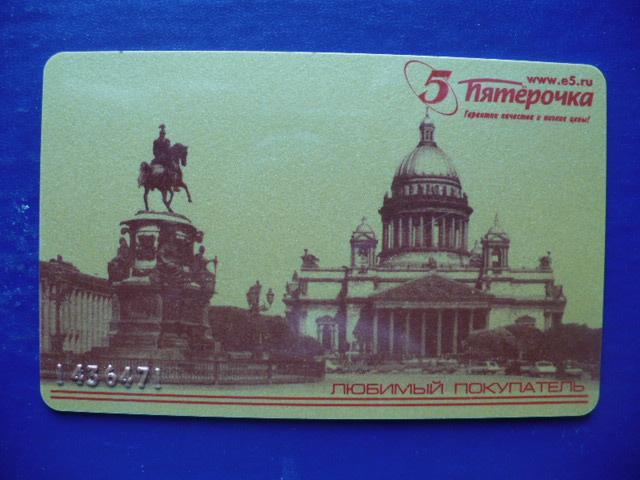 www.e5.ru
5 Пятёрочка
Гарантия качества и низкие цены!
1436471
ЛЮБИМЫЙ ПОКУПАТЕЛЬ